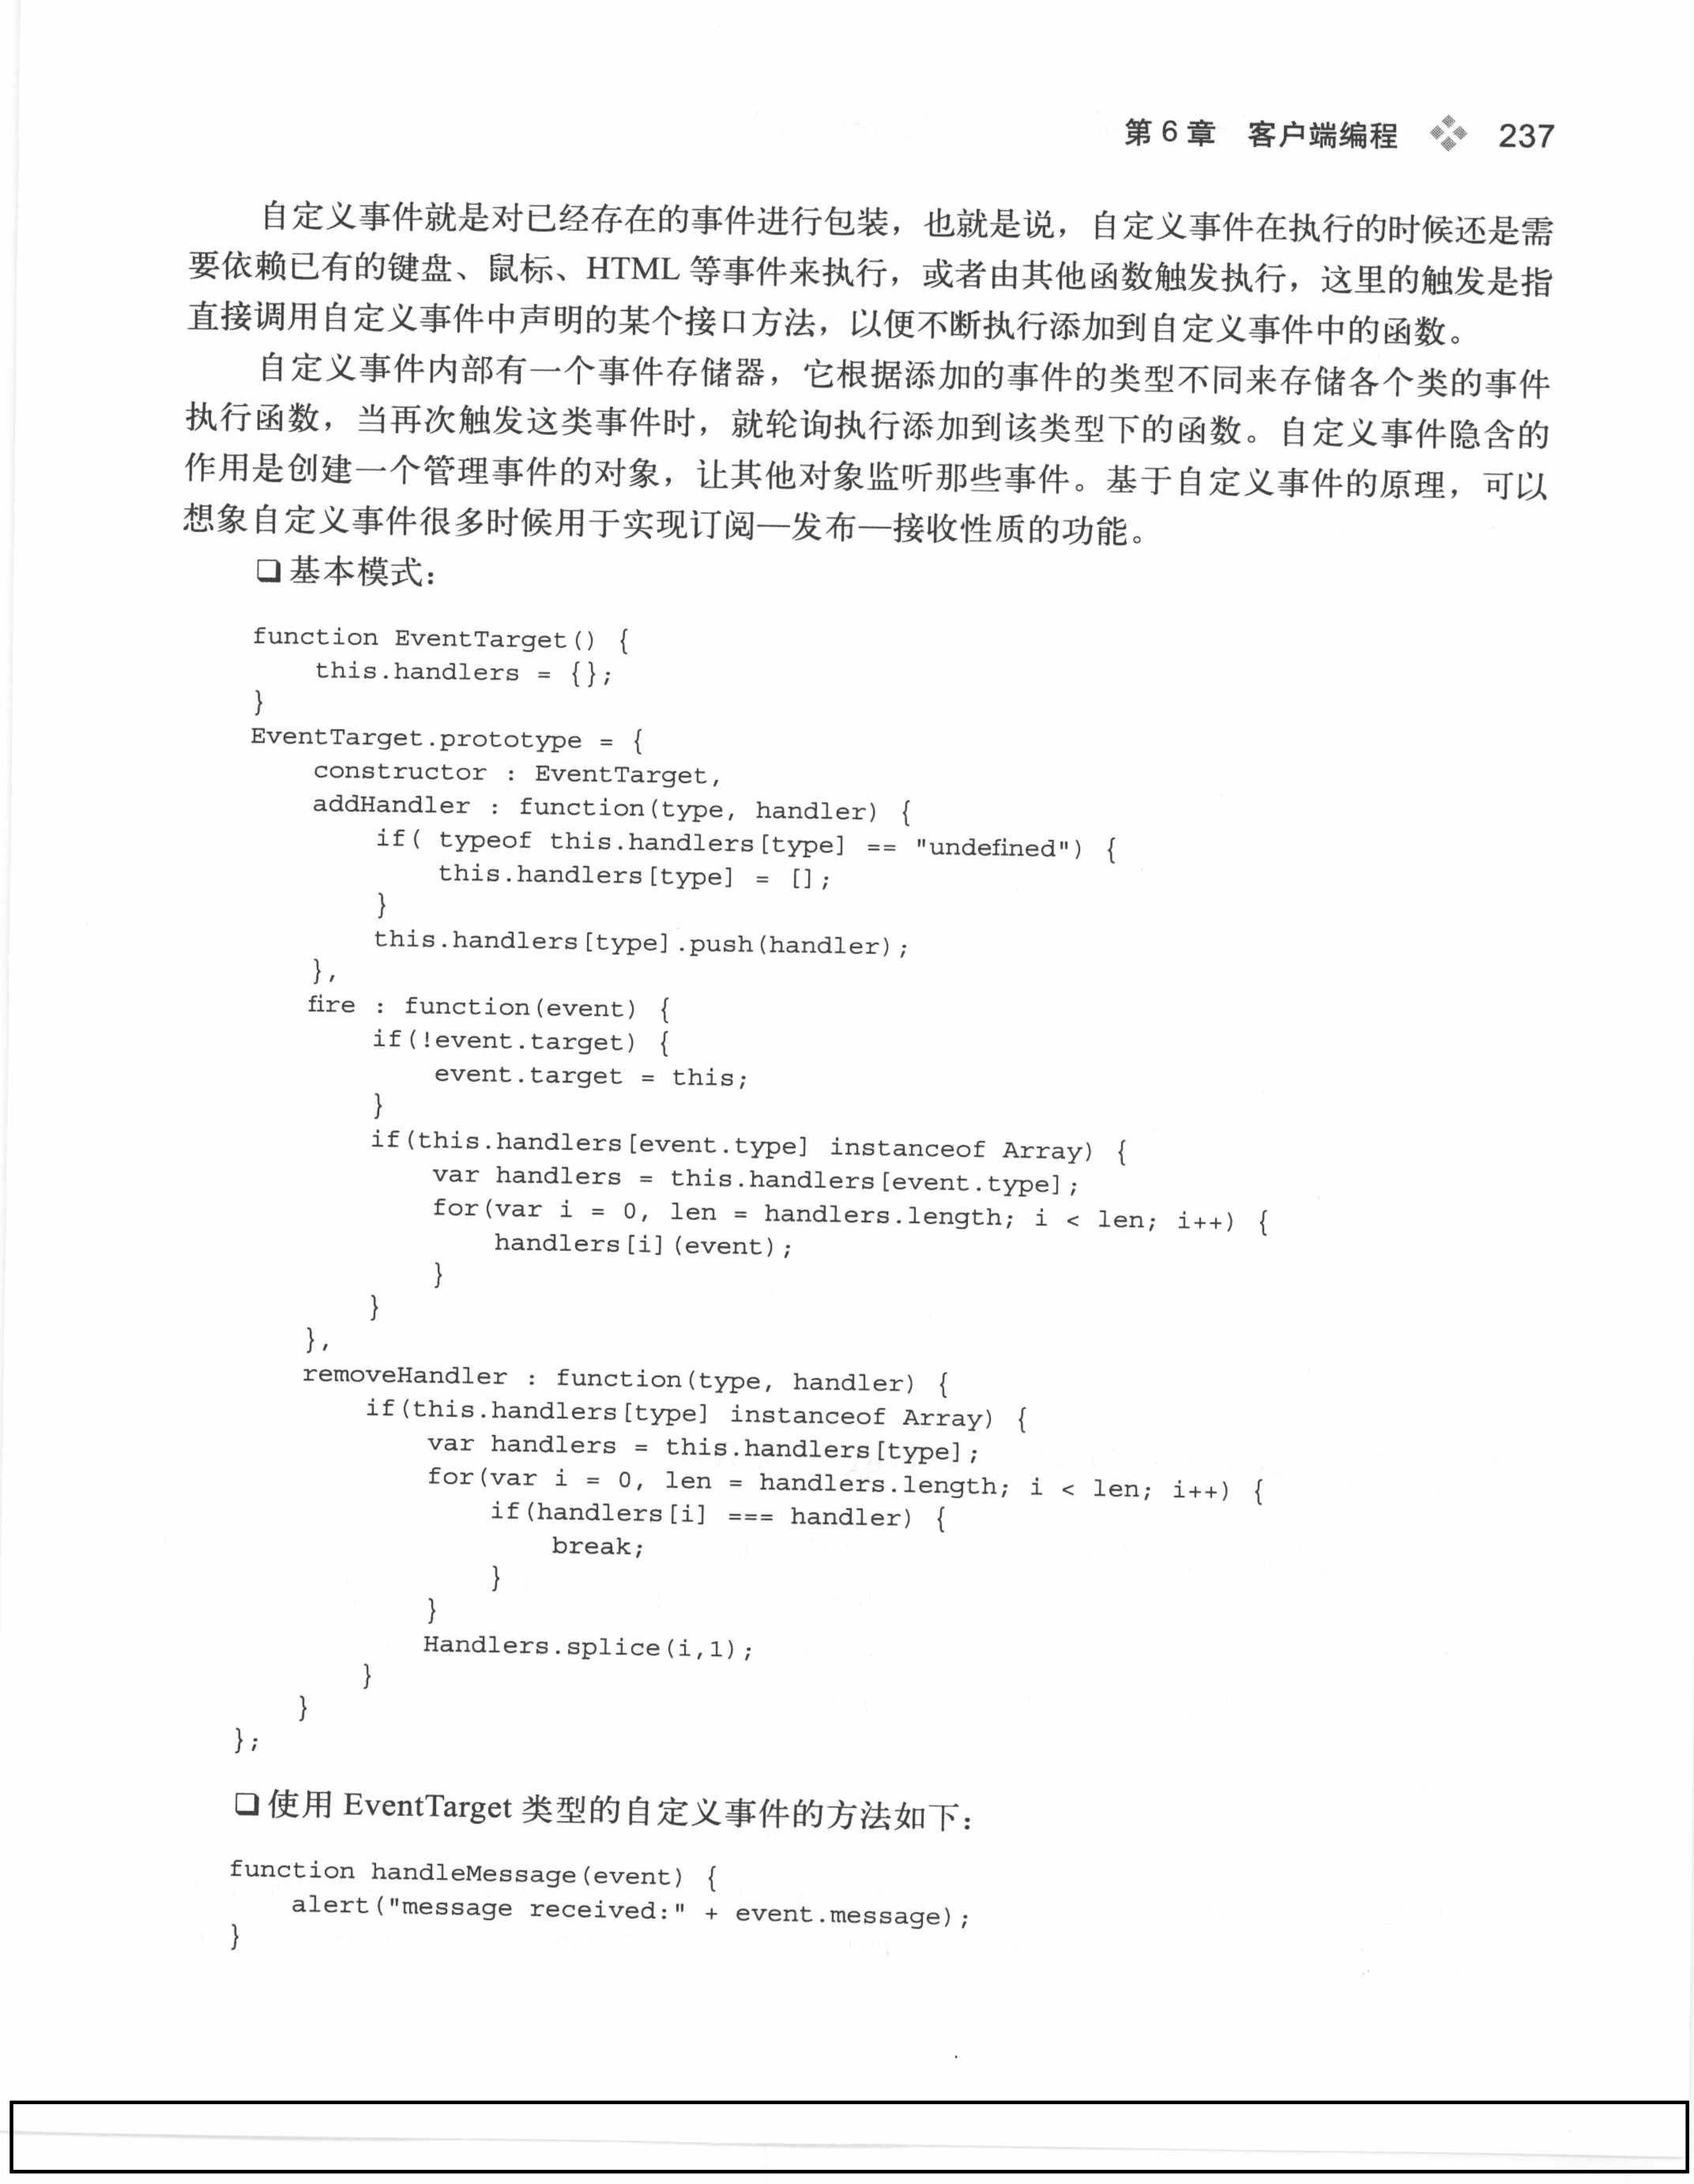 第6章 客户端编程 237
自定义事件就是对已经存在的事件进行包装，也就是说，自定义事件在执行的时候还是需
要依赖已有的键盘、鼠标、HTML 等事件来执行，或者由其他函数触发执行，这里的触发是指
直接调用自定义事件中声明的某个接口方法，以便不断执行添加到自定义事件中的函数。
自定义事件内部有一个事件存储器，它根据添加的事件的类型不同来存储各个类的事件
执行函数，当再次触发这类事件时，就轮询执行添加到该类型下的函数。自定义事件隐含的
作用是创建一个管理事件的对象，让其他对象监听那些事件。基于自定义事件的原理，可以
想象自定义事件很多时候用于实现订阅—发布—接收性质的功能。
❑ 基本模式：
function EventTarget() {
    this.handlers = {};
}
EventTarget.prototype = {
    constructor : EventTarget,
    addHandler : function(type, handler) {
        if( typeof this.handlers[type] == "undefined") {
            this.handlers[type] = [];
        }
        this.handlers[type].push(handler);
    },
    fire : function(event) {
        if(!event.target) {
            event.target = this;
        }
        if(this.handlers[event.type] instanceof Array) {
            var handlers = this.handlers[event.type];
            for(var i = 0, len = handlers.length; i < len; i++) {
                handlers[i](event);
            }
        }
    },
    removeHandler : function(type, handler) {
        if(this.handlers[type] instanceof Array) {
            var handlers = this.handlers[type];
            for(var i = 0, len = handlers.length; i < len; i++) {
                if(handlers[i] === handler) {
                    break;
                }
            }
            Handlers.splice(i,1);
        }
    }
};
❑ 使用 EventTarget 类型的自定义事件的方法如下：
function handleMessage(event) {
    alert("message received:" + event.message);
}